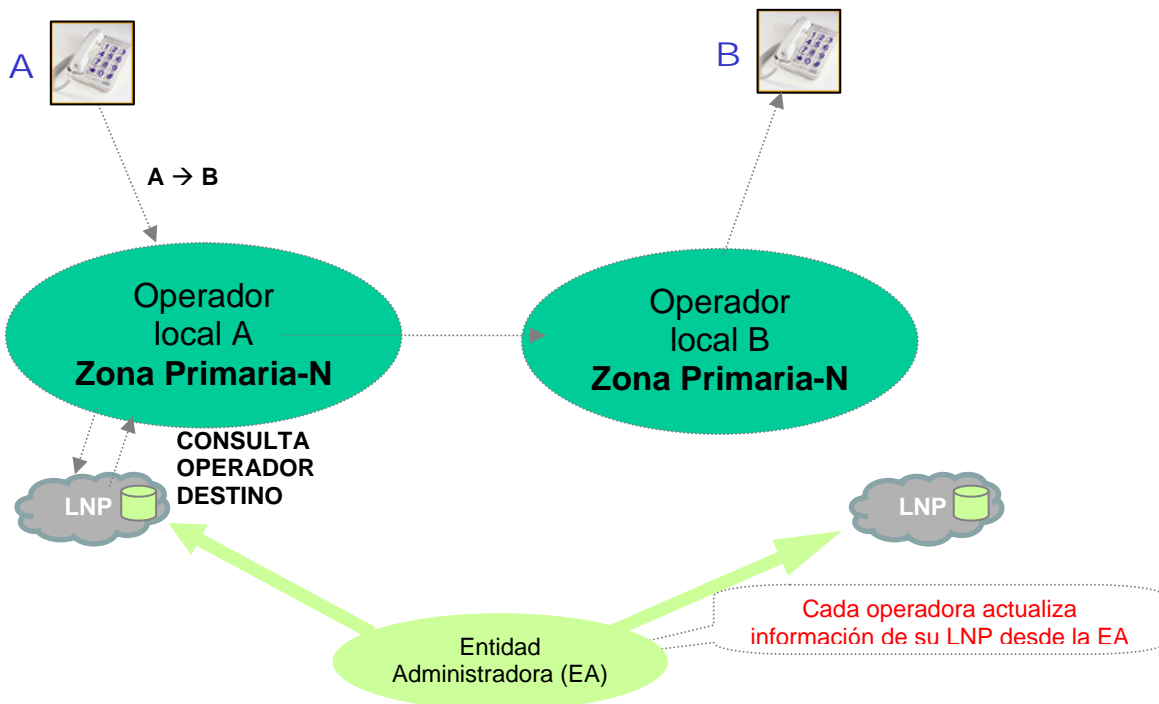 A
B
A → B
Operador
local A
Zona Primaria-N
Operador
local B
Zona Primaria-N
CONSULTA
OPERADOR
DESTINO
LNP
LNP
Cada operadora actualiza
información de su LNP desde la EA
Entidad
Administradora (EA)